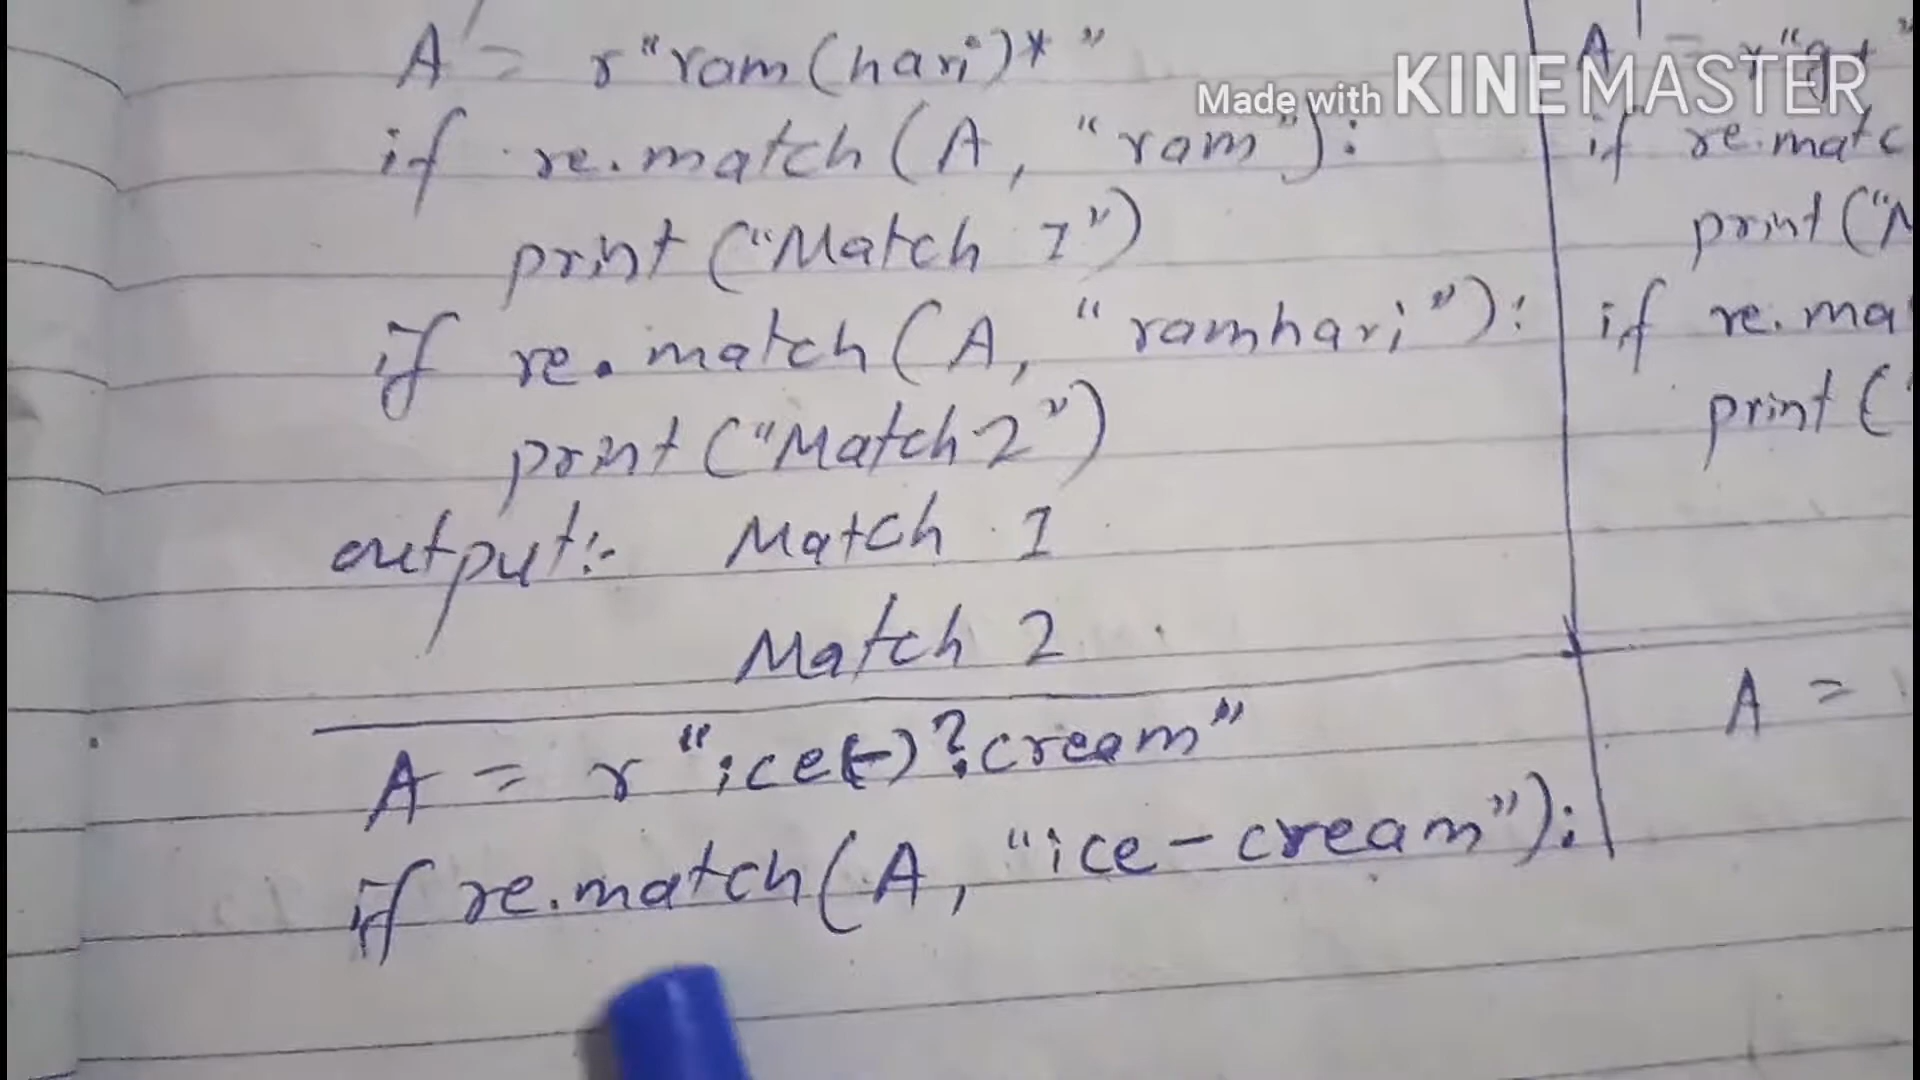 A = r"ram(hari)*"
if re.match(A, "ram"):
print("Match 1")
if re.match(A, "ramhari"):
print("Match 2")
output:- Match 1
Match 2
A = r"ice(-)?cream"
if re.match(A, "ice-cream"):
Made with KINEMASTER
A = r"g+"
if re.matc
print("M
if re.ma
print("
A =